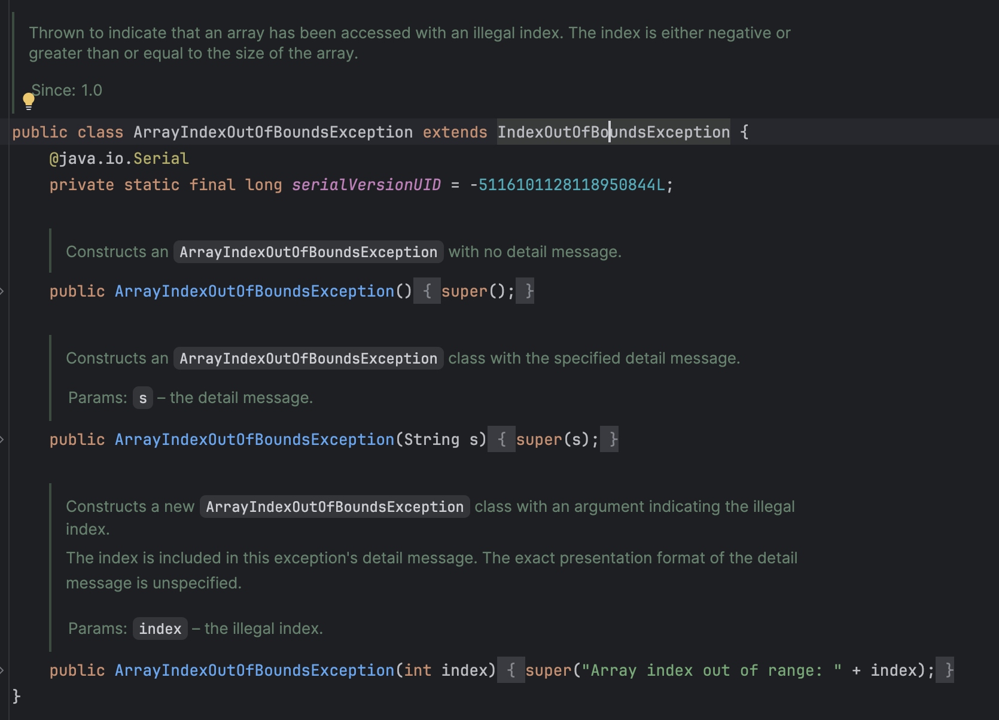 Thrown to indicate that an array has been accessed with an illegal index. The index is either negative or
greater than or equal to the size of the array.
Since: 1.0
public class ArrayIndexOutOfBoundsException extends IndexOutOfBoundsException {
@java.io.Serial
private static final long serialVersionUID = -5116101128118950844L;
Constructs an ArrayIndexOutOfBoundsException with no detail message.
public ArrayIndexOutOfBoundsException() { super(); }
Constructs an ArrayIndexOutOfBoundsException class with the specified detail message.
Params: s – the detail message.
public ArrayIndexOutOfBoundsException(String s) { super(s); }
Constructs a new ArrayIndexOutOfBoundsException class with an argument indicating the illegal
index.
The index is included in this exception's detail message. The exact presentation format of the detail
message is unspecified.
Params: index – the illegal index.
public ArrayIndexOutOfBoundsException(int index) { super("Array index out of range: " + index); }
}